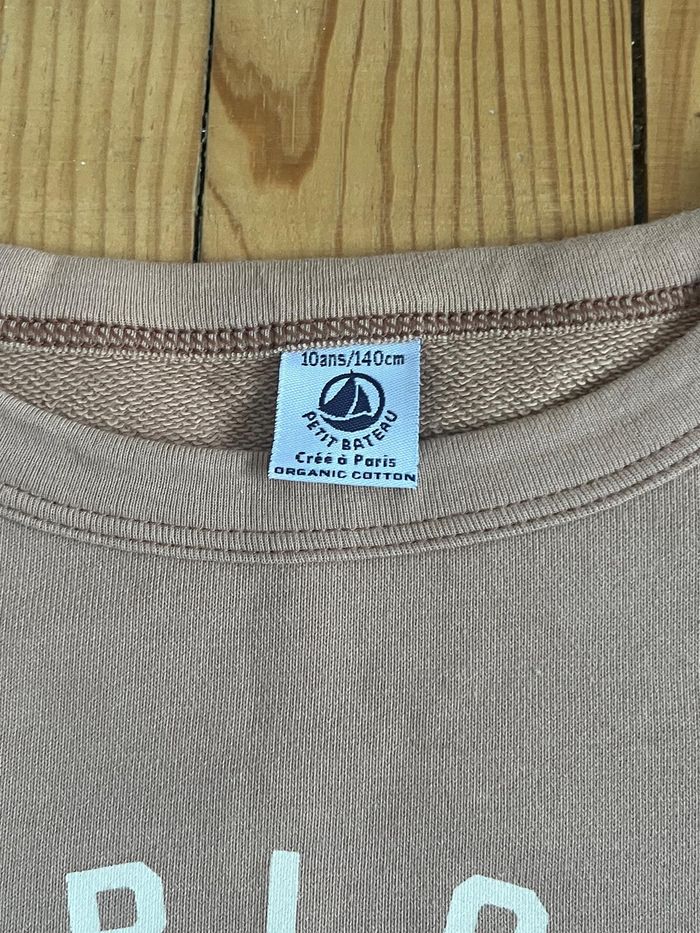 10ans/140cm
PETIT BATEAU
Créé à Paris
ORGANIC COTTON